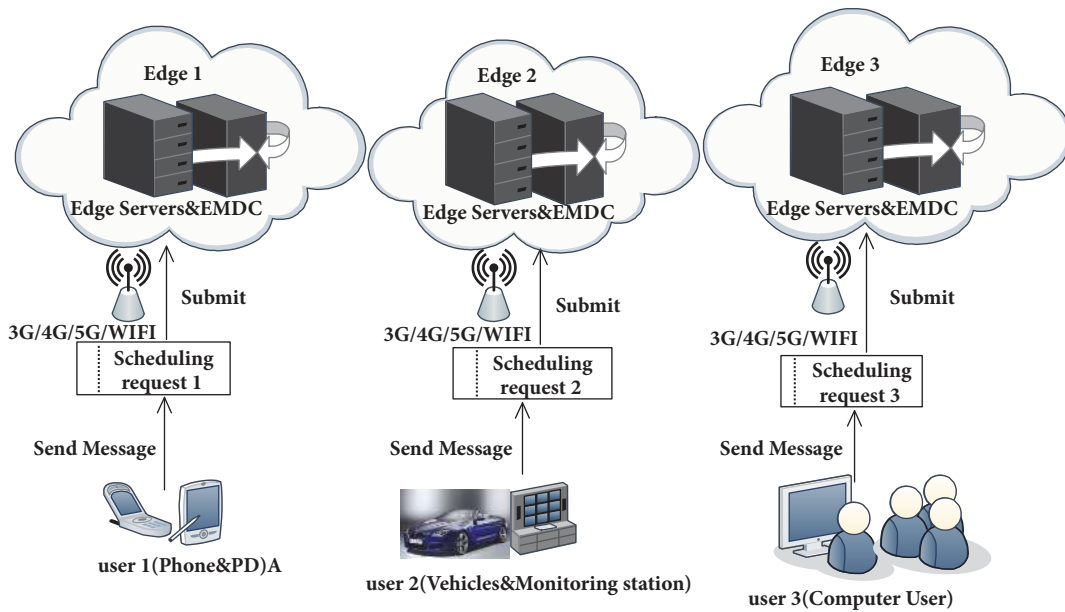 Edge 1
Edge Servers&EMDC
Submit
3G/4G/5G/WIFI
Scheduling
request 1
Send Message
user 1(Phone&PD)A
Edge 2
Edge Servers&EMDC
Submit
3G/4G/5G/WIFI
Scheduling
request 2
Send Message
user 2(Vehicles&Monitoring station)
Edge 3
Edge Servers&EMDC
Submit
3G/4G/5G/WIFI
Scheduling
request 3
Send Message
user 3(Computer User)